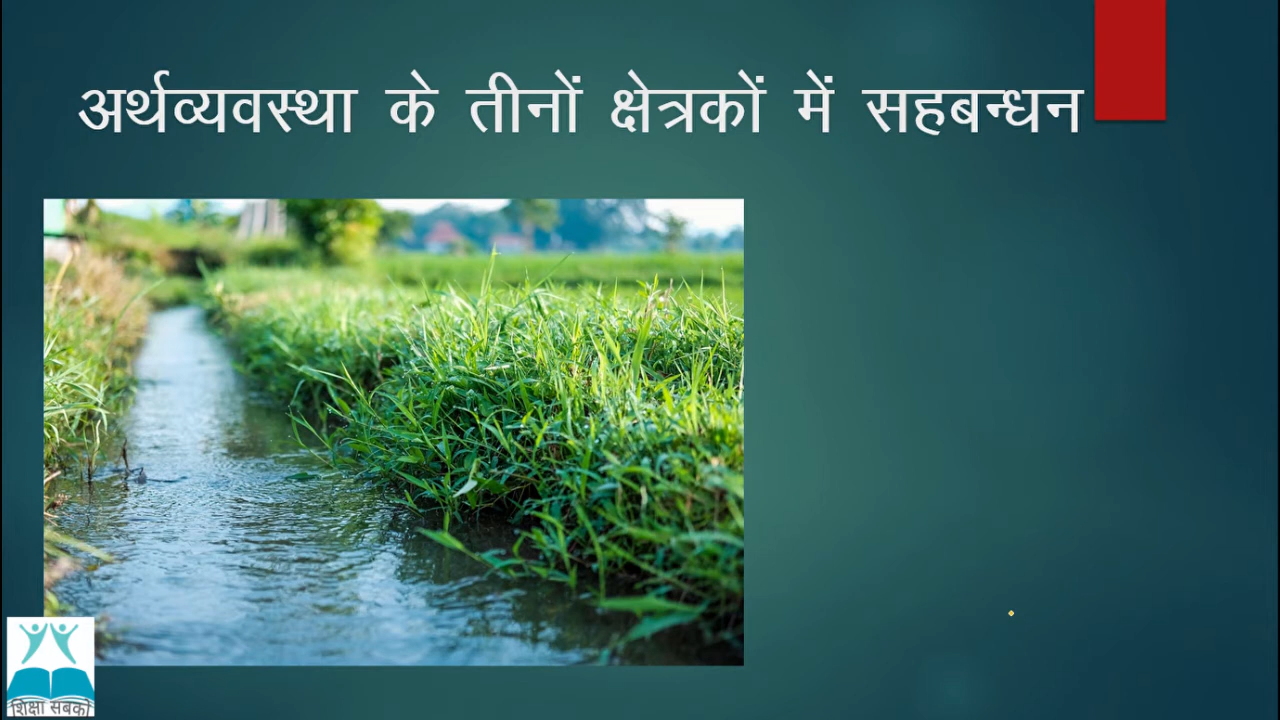 अर्थव्यवस्था के तीनों क्षेत्रकों में सहबन्धन
शिक्षा सबको